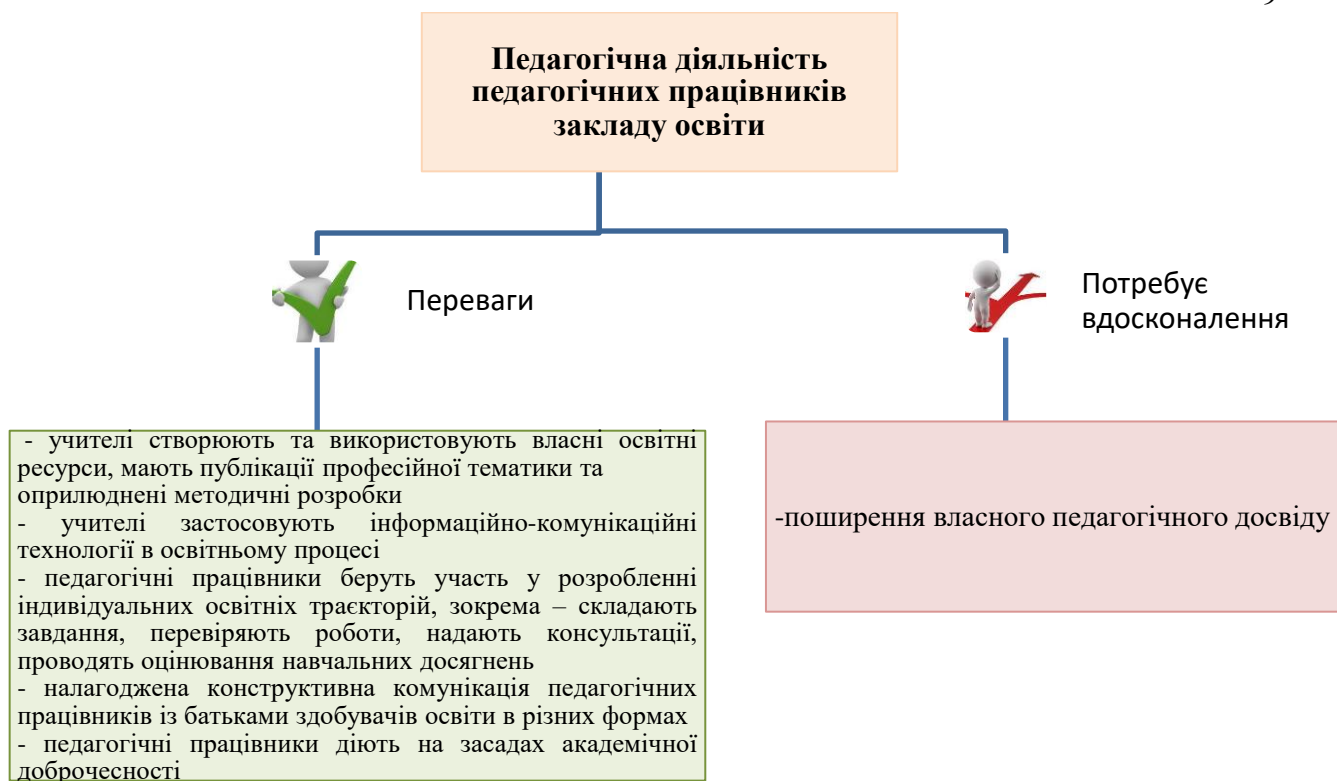 Педагогічна діяльність
педагогічних працівників
закладу освіти
Переваги
Потребує
вдосконалення
- учителі створюють та використовують власні освітні
ресурси, мають публікації професійної тематики та
оприлюднені методичні розробки
- учителі застосовують інформаційно-комунікаційні
технології в освітньому процесі
- педагогічні працівники беруть участь у розробленні
індивідуальних освітніх траєкторій, зокрема – складають
завдання, перевіряють роботи, надають консультації,
проводять оцінювання навчальних досягнень
- налагоджена конструктивна комунікація педагогічних
працівників із батьками здобувачів освіти в різних формах
- педагогічні працівники діють на засадах академічної
доброчесності
-поширення власного педагогічного досвіду